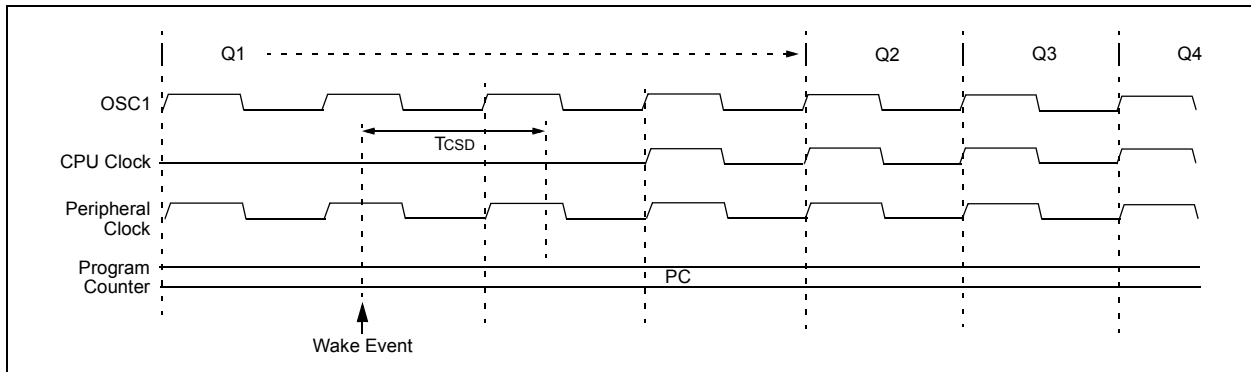 Q1
Q2
Q3
Q4
OSC1
TCSD
CPU Clock
Peripheral
Clock
Program
Counter
PC
Wake Event